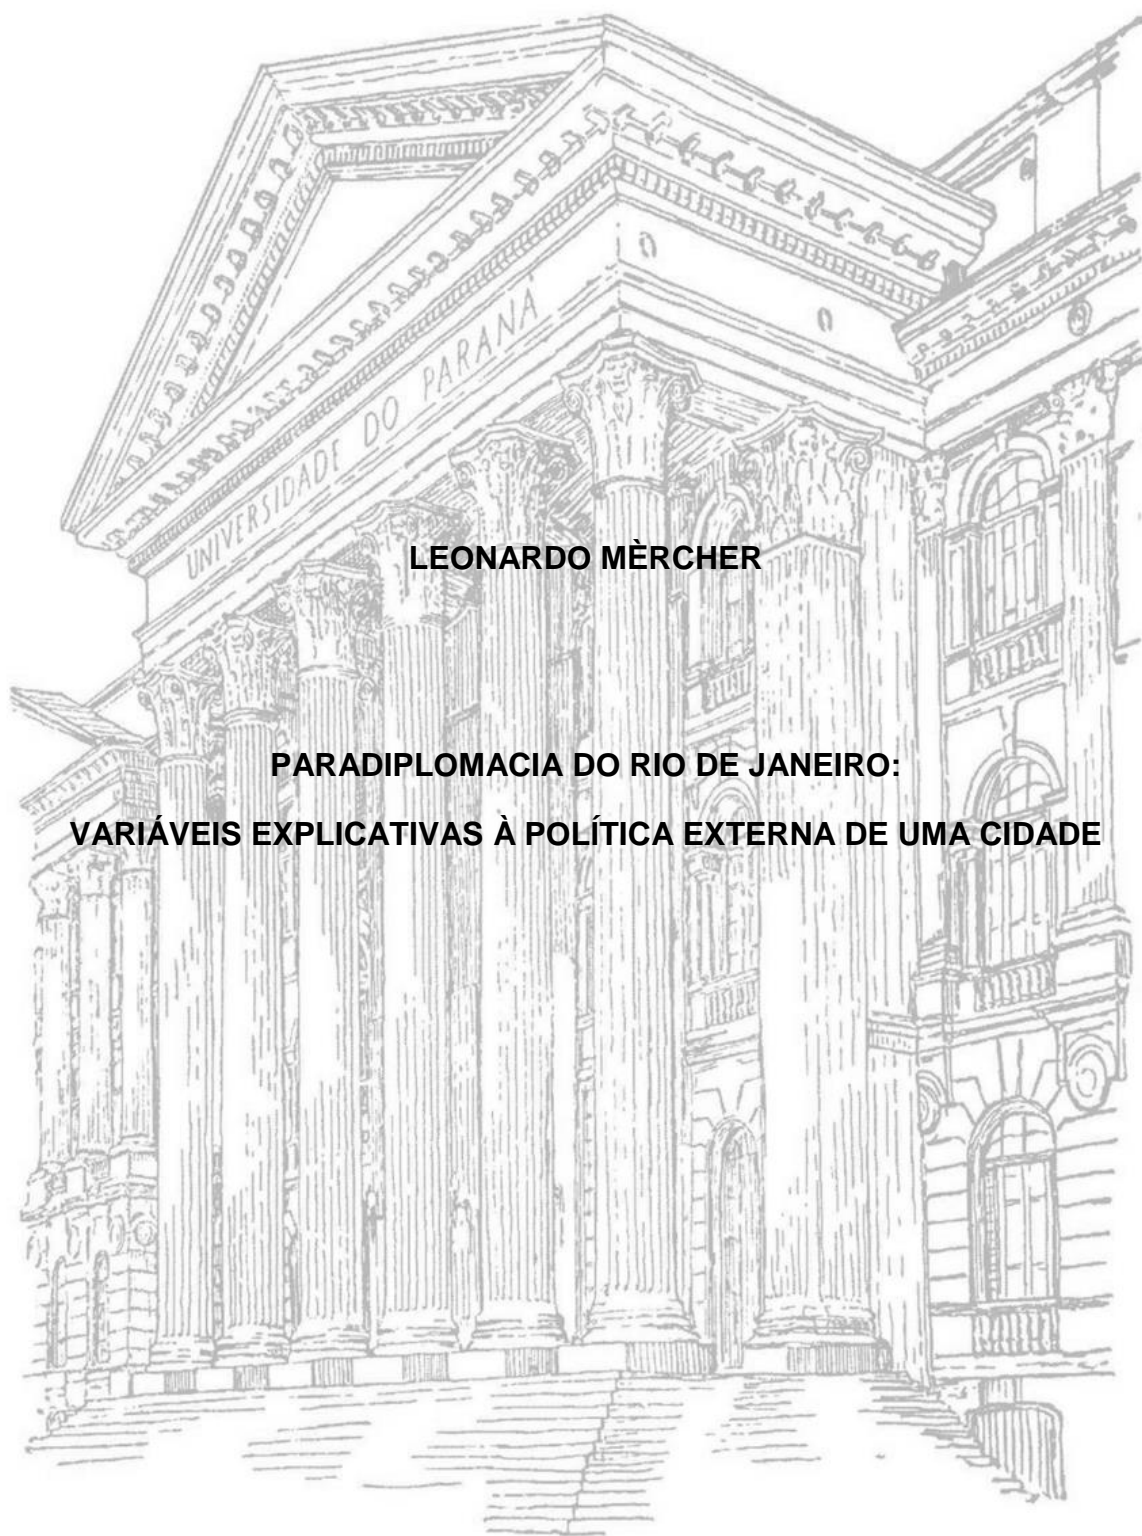 UNIVERSIDADE DO PARANÁ
LEONARDO MÈRCHER
PARADIPLOMACIA DO RIO DE JANEIRO:
VARIÁVEIS EXPLICATIVAS À POLÍTICA EXTERNA DE UMA CIDADE